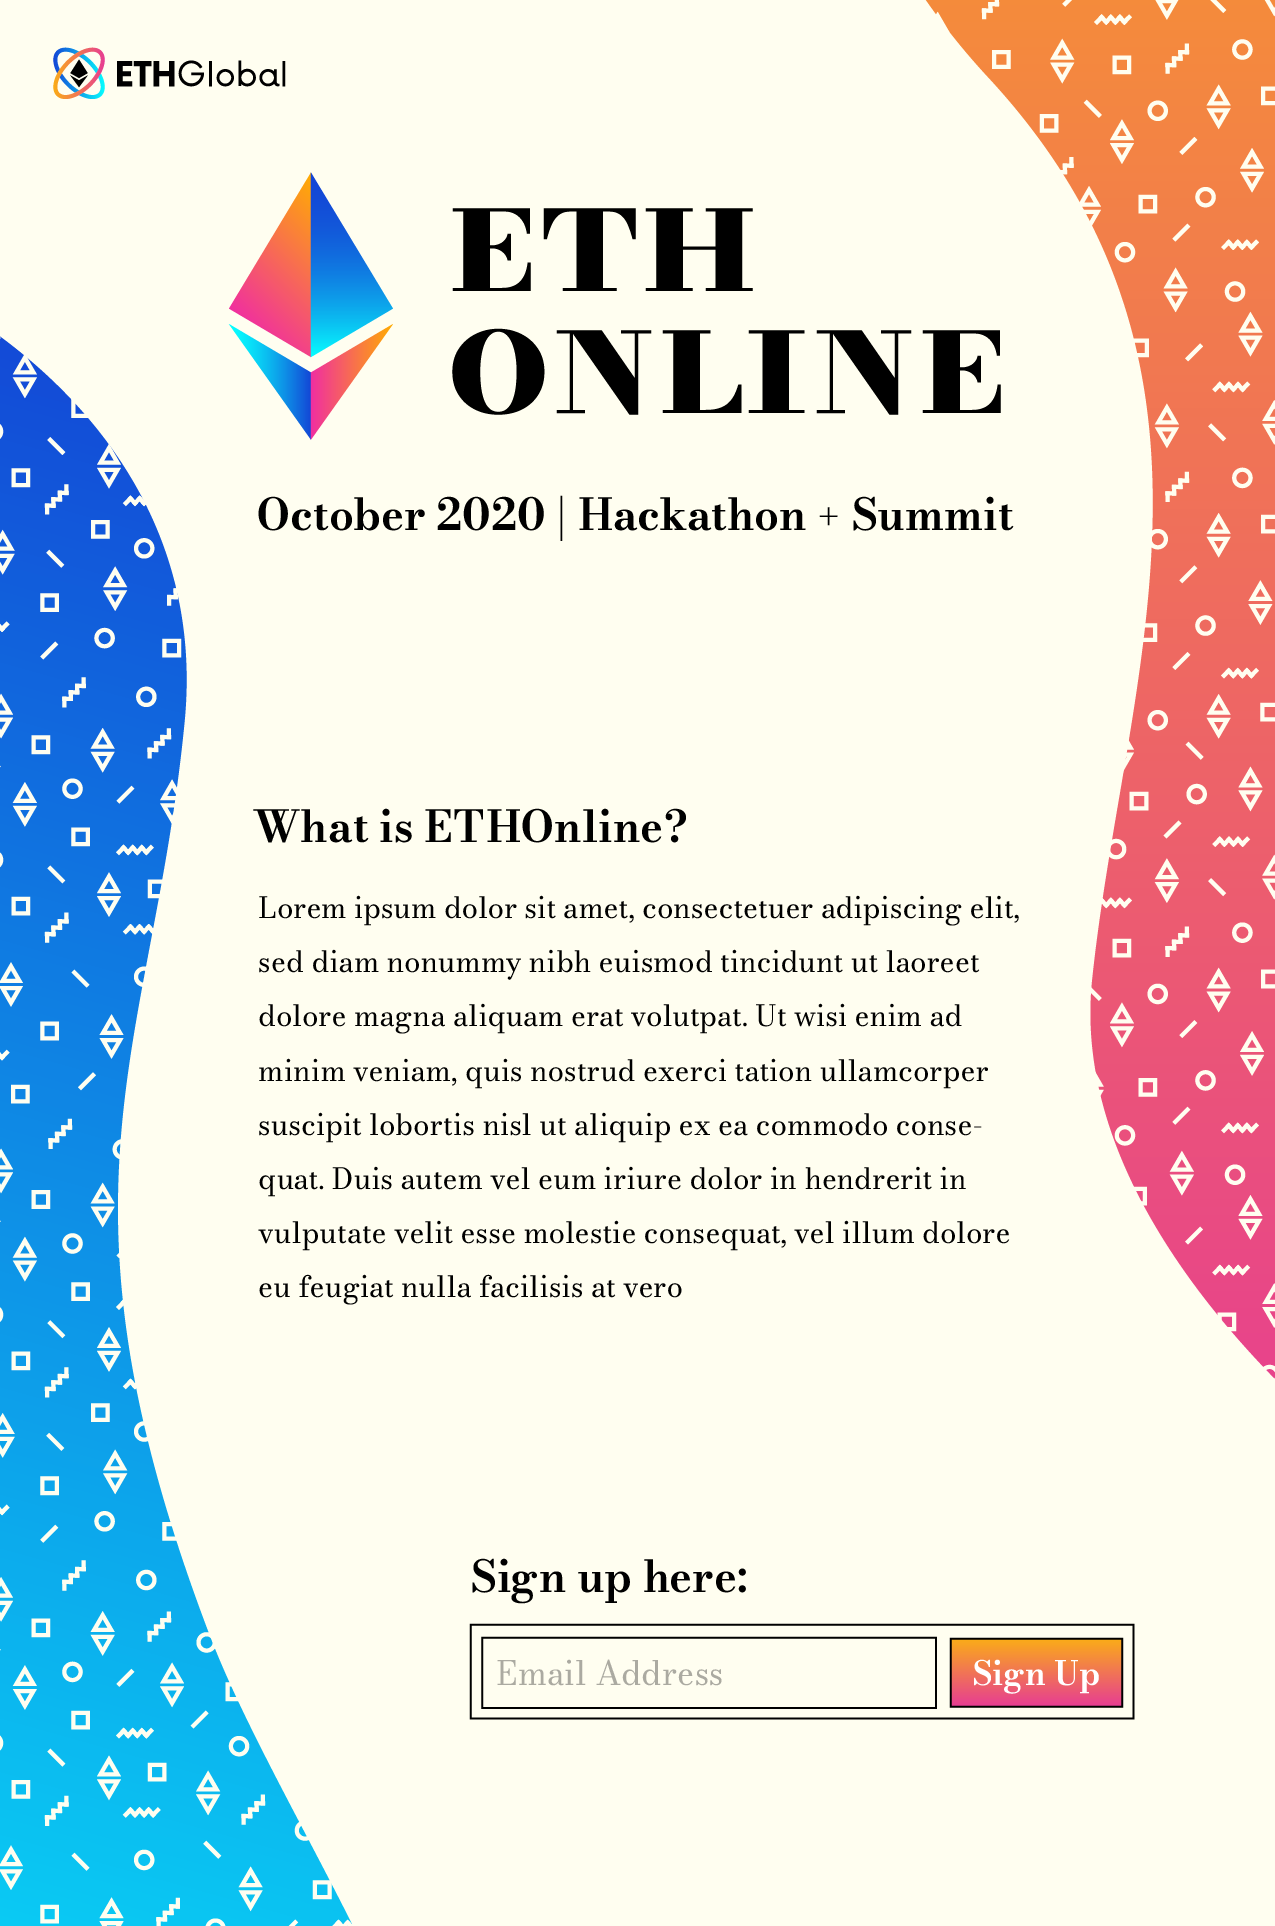 ETHGlobal
ETH
ONLINE
October 2020 | Hackathon + Summit
What is ETHOnline?
Lorem ipsum dolor sit amet, consectetuer adipiscing elit,
sed diam nonummy nibh euismod tincidunt ut laoreet
dolore magna aliquam erat volutpat. Ut wisi enim ad
minim veniam, quis nostrud exerci tation ullamcorper
suscipit lobortis nisl ut aliquip ex ea commodo conse-
quat. Duis autem vel eum iriure dolor in hendrerit in
vulputate velit esse molestie consequat, vel illum dolore
eu feugiat nulla facilisis at vero
Sign up here:
Email Address
Sign Up